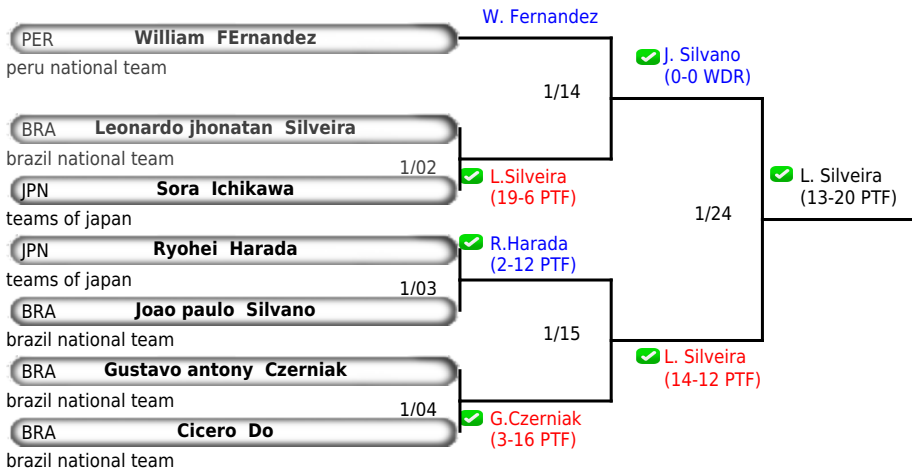 W. Fernandez
PER William FErnandez
peru national team
J. Silvano
(0-0 WDR)
1/14
BRA Leonardo jhonatan Silveira
brazil national team
1/02
L.Silveira
(19-6 PTF)
JPN Sora Ichikawa
teams of japan
L. Silveira
(13-20 PTF)
1/24
JPN Ryohei Harada
teams of japan
R.Harada
(2-12 PTF)
1/03
BRA Joao paulo Silvano
brazil national team
1/15
BRA Gustavo antony Czerniak
brazil national team
L. Silveira
(14-12 PTF)
1/04
G.Czerniak
(3-16 PTF)
BRA Cicero Do
brazil national team